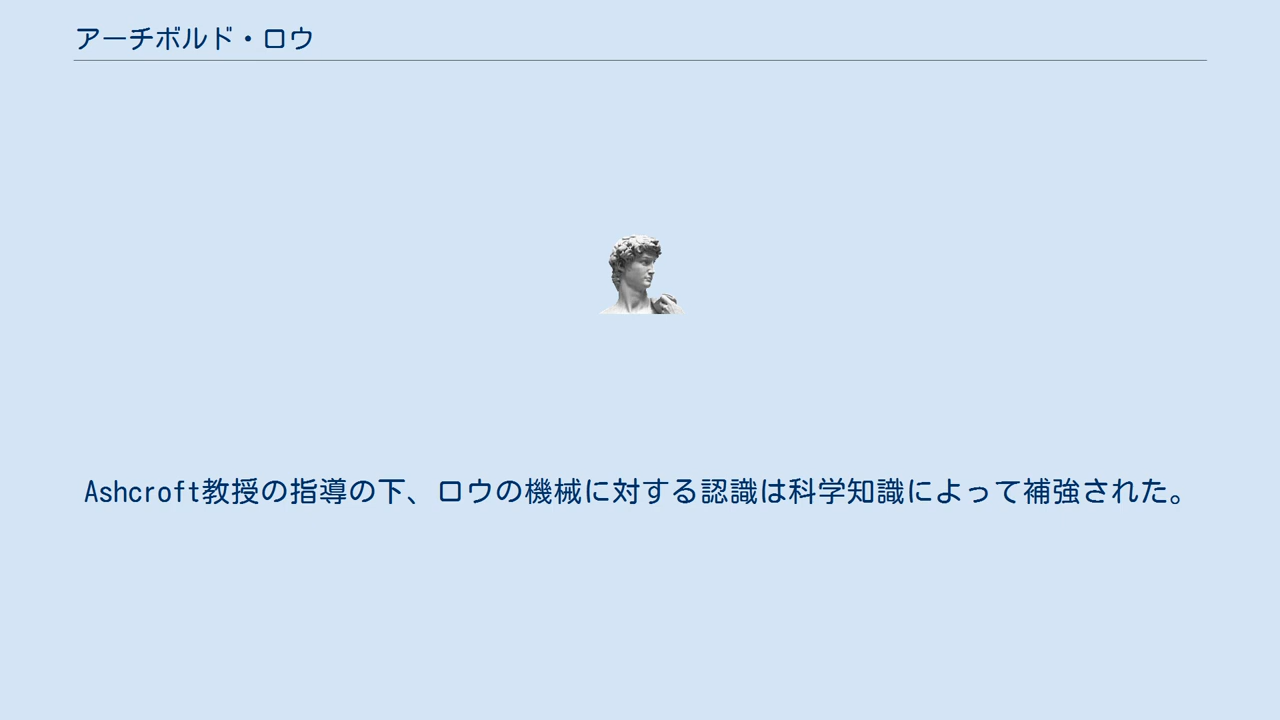 アーチボルド・ロウ
Ashcroft教授の指導の下、ロウの機械に対する認識は科学知識によって補強された。